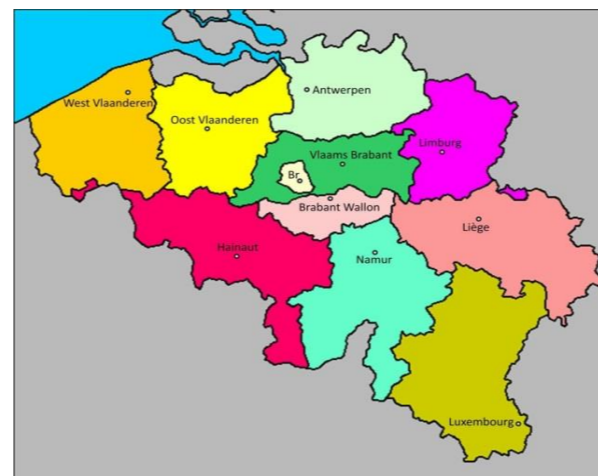 Antwerpen
West Vlaanderen
Oost Vlaanderen
Limburg
Vlaams Brabant
Br
Brabant Wallon
Liège
Hainaut
Namur
Luxembourg